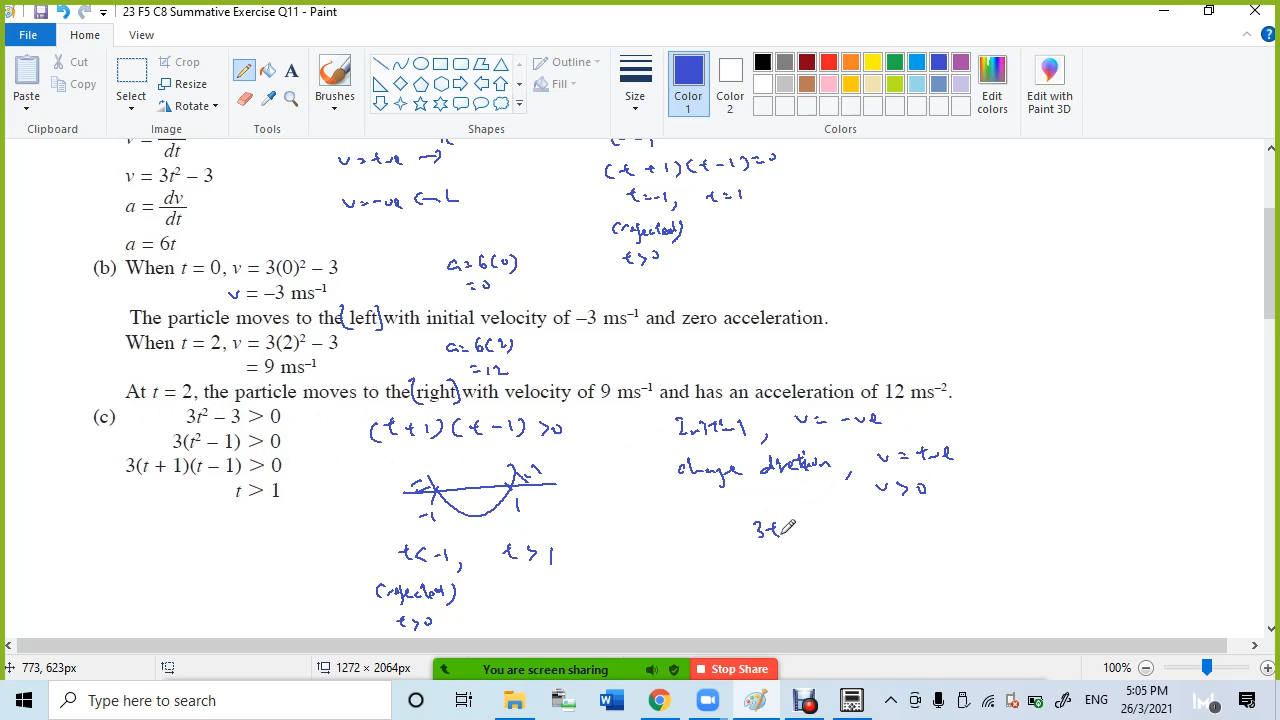 23 F5 C8 Summative Exercise Q11 - Paint
File
Home
View
Paste
Cut
Copy
Clipboard
Select
Crop
Resize
Rotate
Image
A
Tools
Brushes
Outline
Fill
Shapes
Size
Color 1
Color 2
Edit colors
Edit with Paint 3D
Colors
dt
v = 3t² – 3
a = dv/dt
a = 6t
v = +ve →
v = -ve ← L
(t + 1)(t - 1) = 0
t = -1, t = 1
(rejected)
t > 0
(b) When t = 0, v = 3(0)² – 3
v = –3 ms⁻¹
a = 6(0)
= 0
The particle moves to the [left] with initial velocity of –3 ms⁻¹ and zero acceleration.
When t = 2, v = 3(2)² – 3
= 9 ms⁻¹
a = 6(2)
= 12
At t = 2, the particle moves to the [right] with velocity of 9 ms⁻¹ and has an acceleration of 12 ms⁻².
(c)
3t² – 3 > 0
3(t² – 1) > 0
3(t + 1)(t – 1) > 0
t > 1
(t + 1)(t - 1) > 0
-1
1
t < -1, t > 1
(rejected)
t > 0
v = -ve
change direction, v = +ve
v > 0
3t
773, 623px
1272 × 2064px
You are screen sharing
Stop Share
100%
Type here to search
ENG
5:05 PM
26/3/2021